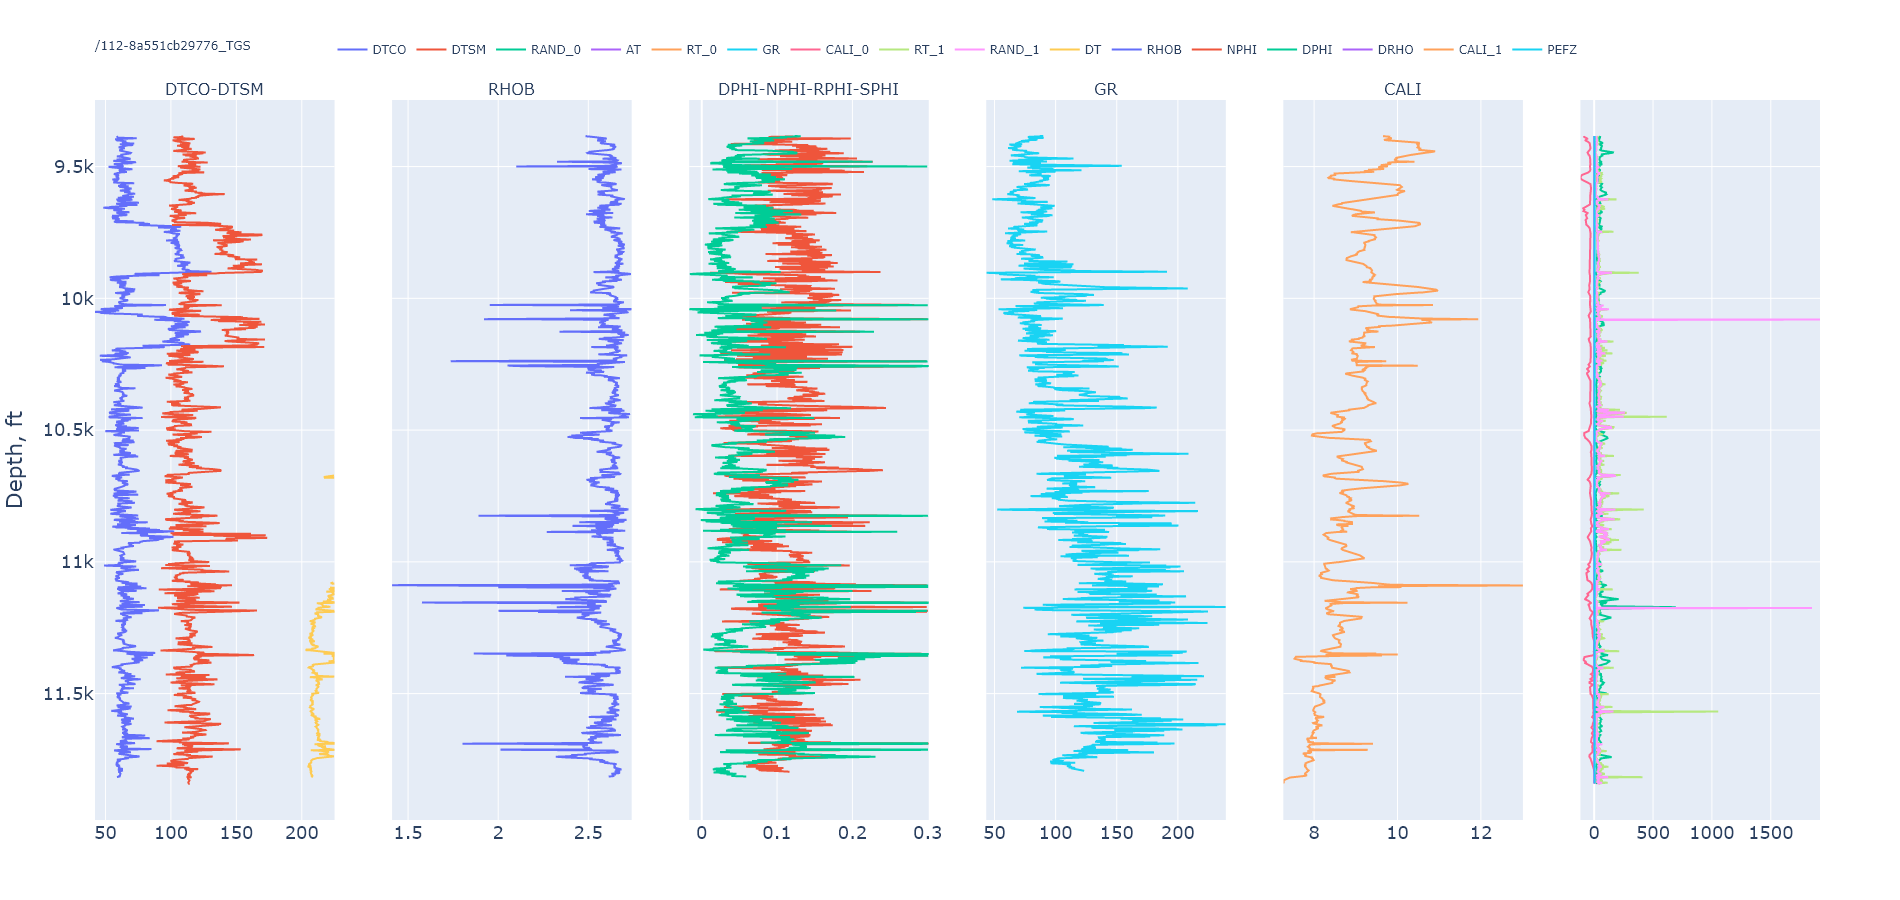 /112-8a551cb29776_TGS
DTCO DTSM RAND_0 AT RT_0 GR CALI_0 RT_1 RAND_1 DT RHOB NPHI DPHI DRHO CALI_1 PEFZ
DTCO-DTSM RHOB DPHI-NPHI-RPHI-SPHI GR CALI
Depth, ft
9.5k
10k
10.5k
11k
11.5k
50 100 150 200 1.5 2 2.5 0 0.1 0.2 0.3 50 100 150 200 8 10 12 0 500 1000 1500